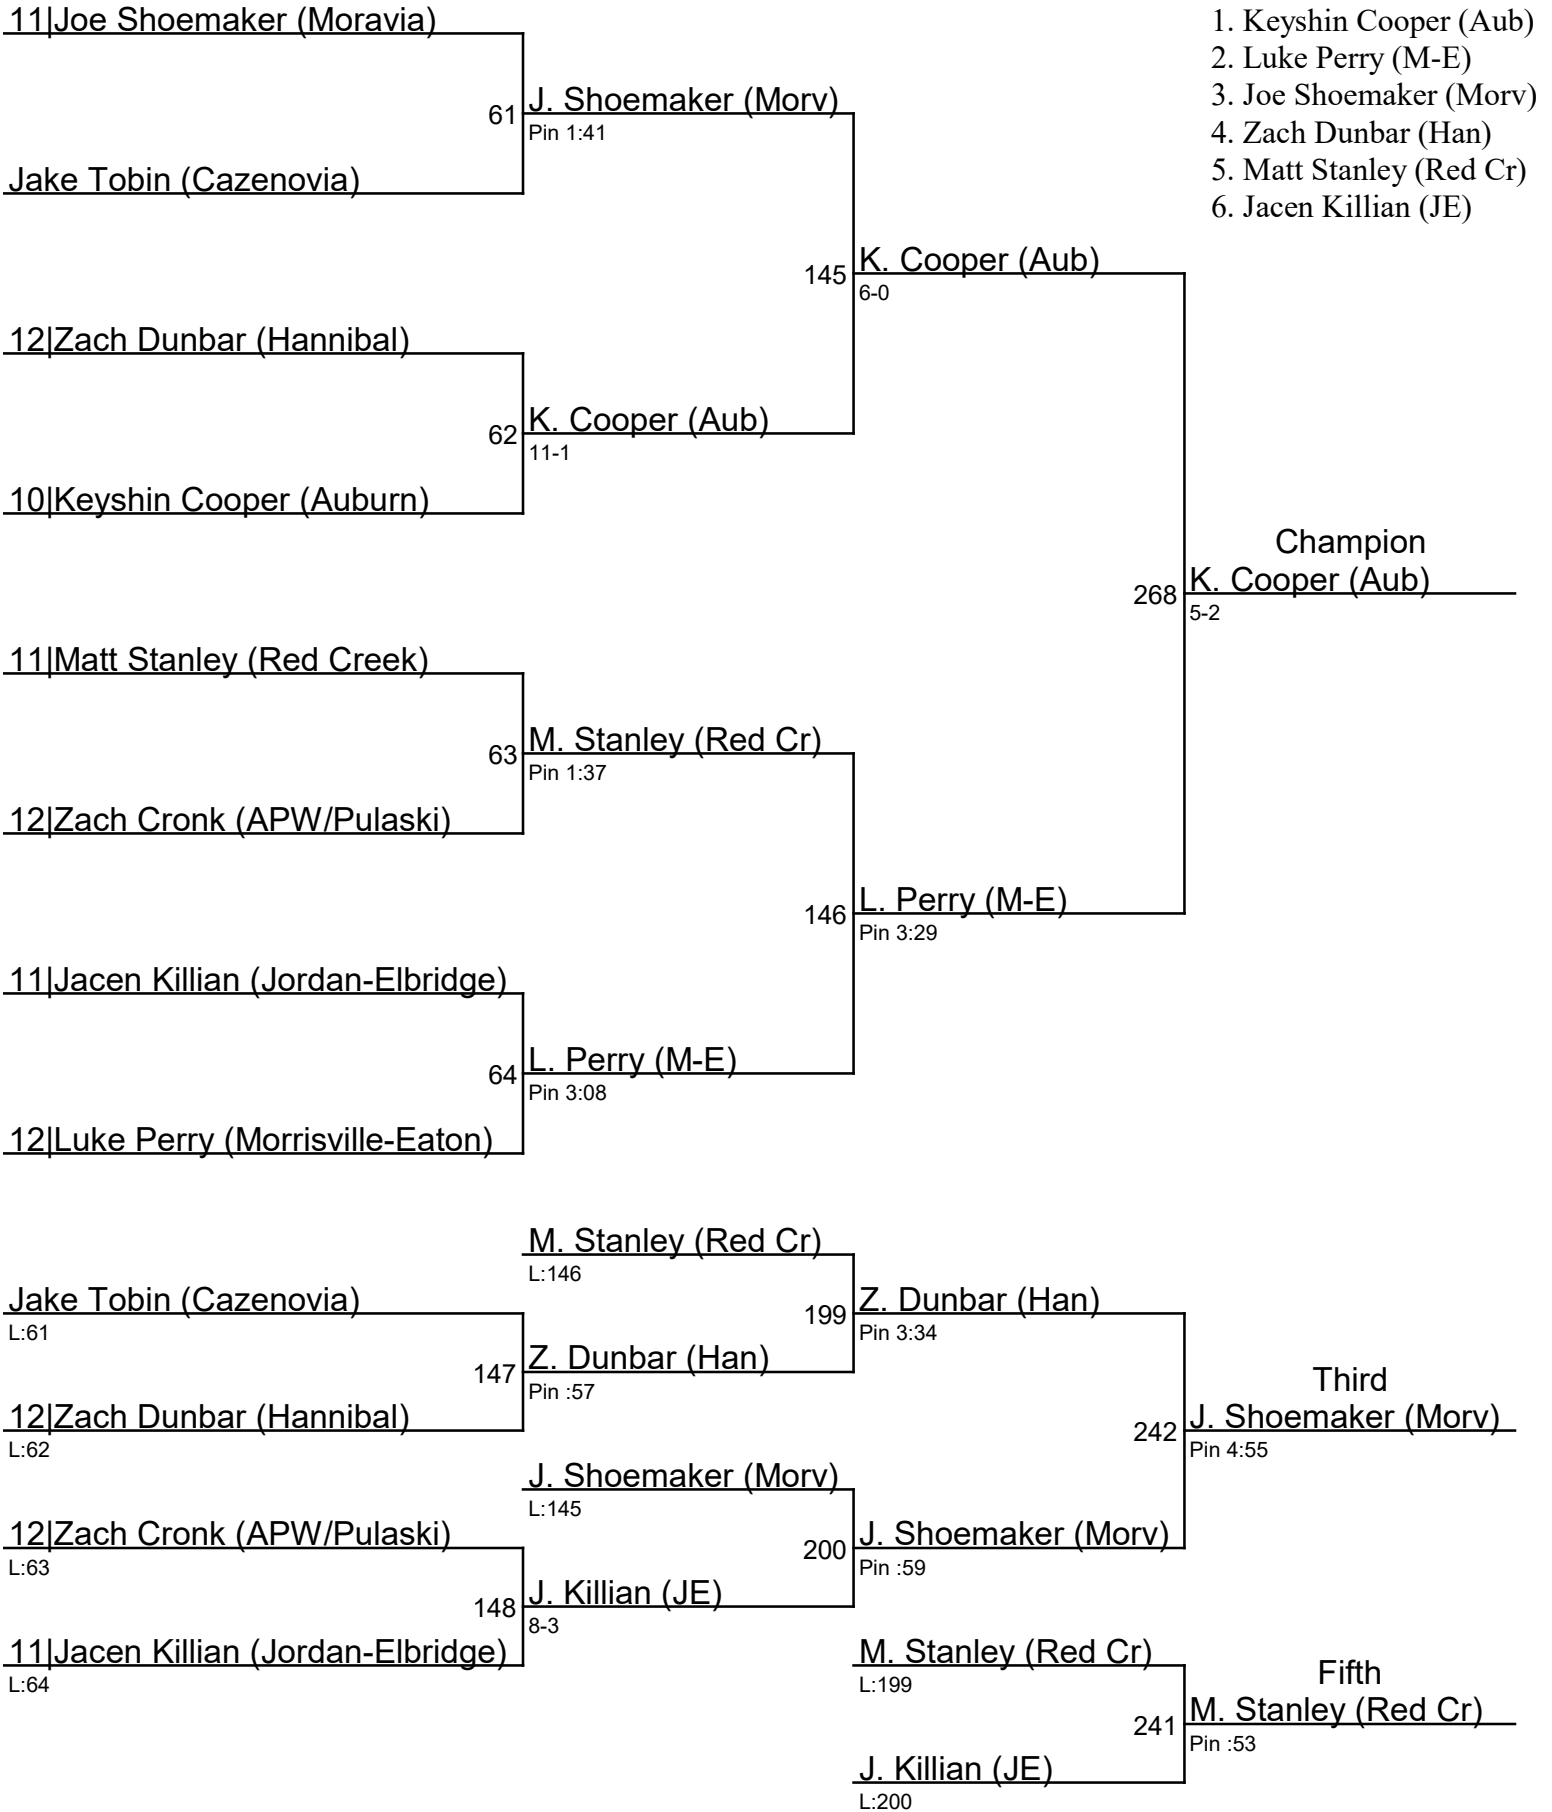 11|Joe Shoemaker (Moravia)
1. Keyshin Cooper (Aub)
2. Luke Perry (M-E)
3. Joe Shoemaker (Morv)
4. Zach Dunbar (Han)
5. Matt Stanley (Red Cr)
6. Jacen Killian (JE)
61
J. Shoemaker (Morv)
Pin 1:41
Jake Tobin (Cazenovia)
145
K. Cooper (Aub)
6-0
12|Zach Dunbar (Hannibal)
62
K. Cooper (Aub)
11-1
10|Keyshin Cooper (Auburn)
Champion
268
K. Cooper (Aub)
5-2
11|Matt Stanley (Red Creek)
63
M. Stanley (Red Cr)
Pin 1:37
12|Zach Cronk (APW/Pulaski)
146
L. Perry (M-E)
Pin 3:29
11|Jacen Killian (Jordan-Elbridge)
64
L. Perry (M-E)
Pin 3:08
12|Luke Perry (Morrisville-Eaton)
M. Stanley (Red Cr)
L:146
Jake Tobin (Cazenovia)
L:61
199
Z. Dunbar (Han)
Pin 3:34
147
Z. Dunbar (Han)
Pin :57
12|Zach Dunbar (Hannibal)
L:62
Third
242
J. Shoemaker (Morv)
Pin 4:55
J. Shoemaker (Morv)
L:145
12|Zach Cronk (APW/Pulaski)
L:63
200
J. Shoemaker (Morv)
Pin :59
148
J. Killian (JE)
8-3
11|Jacen Killian (Jordan-Elbridge)
L:64
M. Stanley (Red Cr)
L:199
Fifth
241
M. Stanley (Red Cr)
Pin :53
J. Killian (JE)
L:200